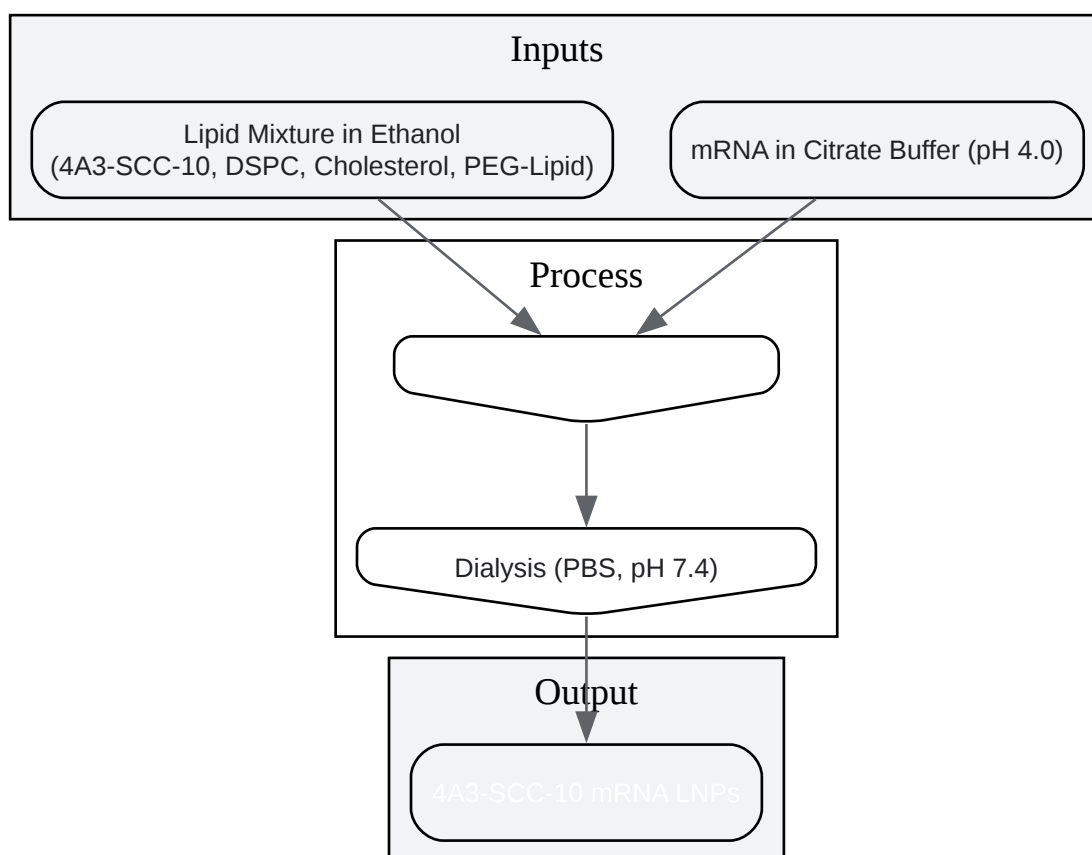 Inputs
Lipid Mixture in Ethanol
(4A3-SCC-10, DSPC, Cholesterol, PEG-Lipid)
mRNA in Citrate Buffer (pH 4.0)
Process
Dialysis (PBS, pH 7.4)
Output
4A3-SCC-10 mRNA LNPs